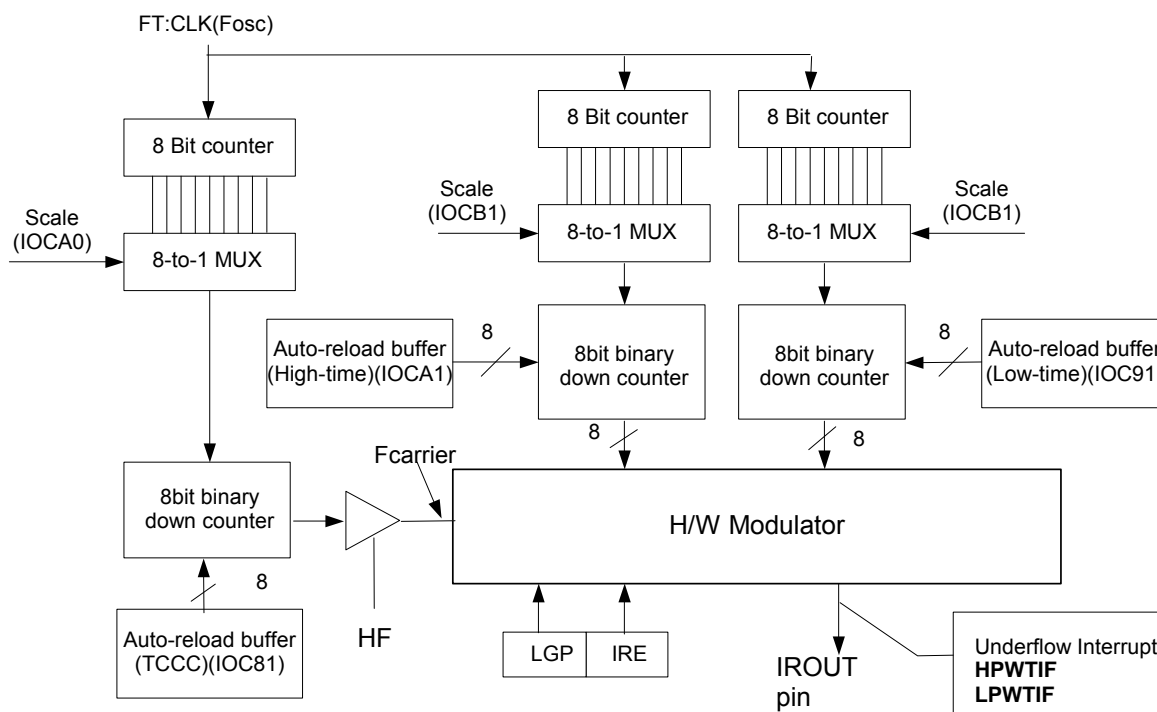 FT:CLK(Fosc)
8 Bit counter
8 Bit counter
8 Bit counter
Scale
(IOCA0)
Scale
(IOCB1)
Scale
(IOCB1)
8-to-1 MUX
8-to-1 MUX
8-to-1 MUX
Auto-reload buffer
(High-time)(IOCA1)
8
8bit binary
down counter
8bit binary
down counter
8
Auto-reload buffer
(Low-time)(IOC91
8
8
Fcarrier
8bit binary
down counter
H/W Modulator
8
Auto-reload buffer
(TCCC)(IOC81)
HF
LGP
IRE
IROUT
pin
Underflow Interrupt
HPWTIF
LPWTIF